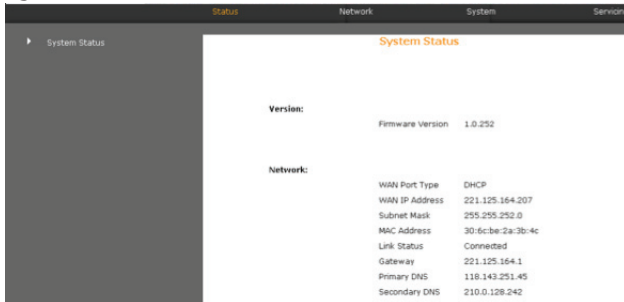 Status Network System
System Status
System Status
Version:
Firmware Version 1.0.252
Network:
WAN Port Type DHCP
WAN IP Address 221.125.164.207
Subnet Mask 255.255.252.0
MAC Address 30:6c:be:2a:3b:4c
Link Status Connected
Gateway 221.125.164.1
Primary DNS 118.143.251.45
Secondary DNS 210.0.128.242